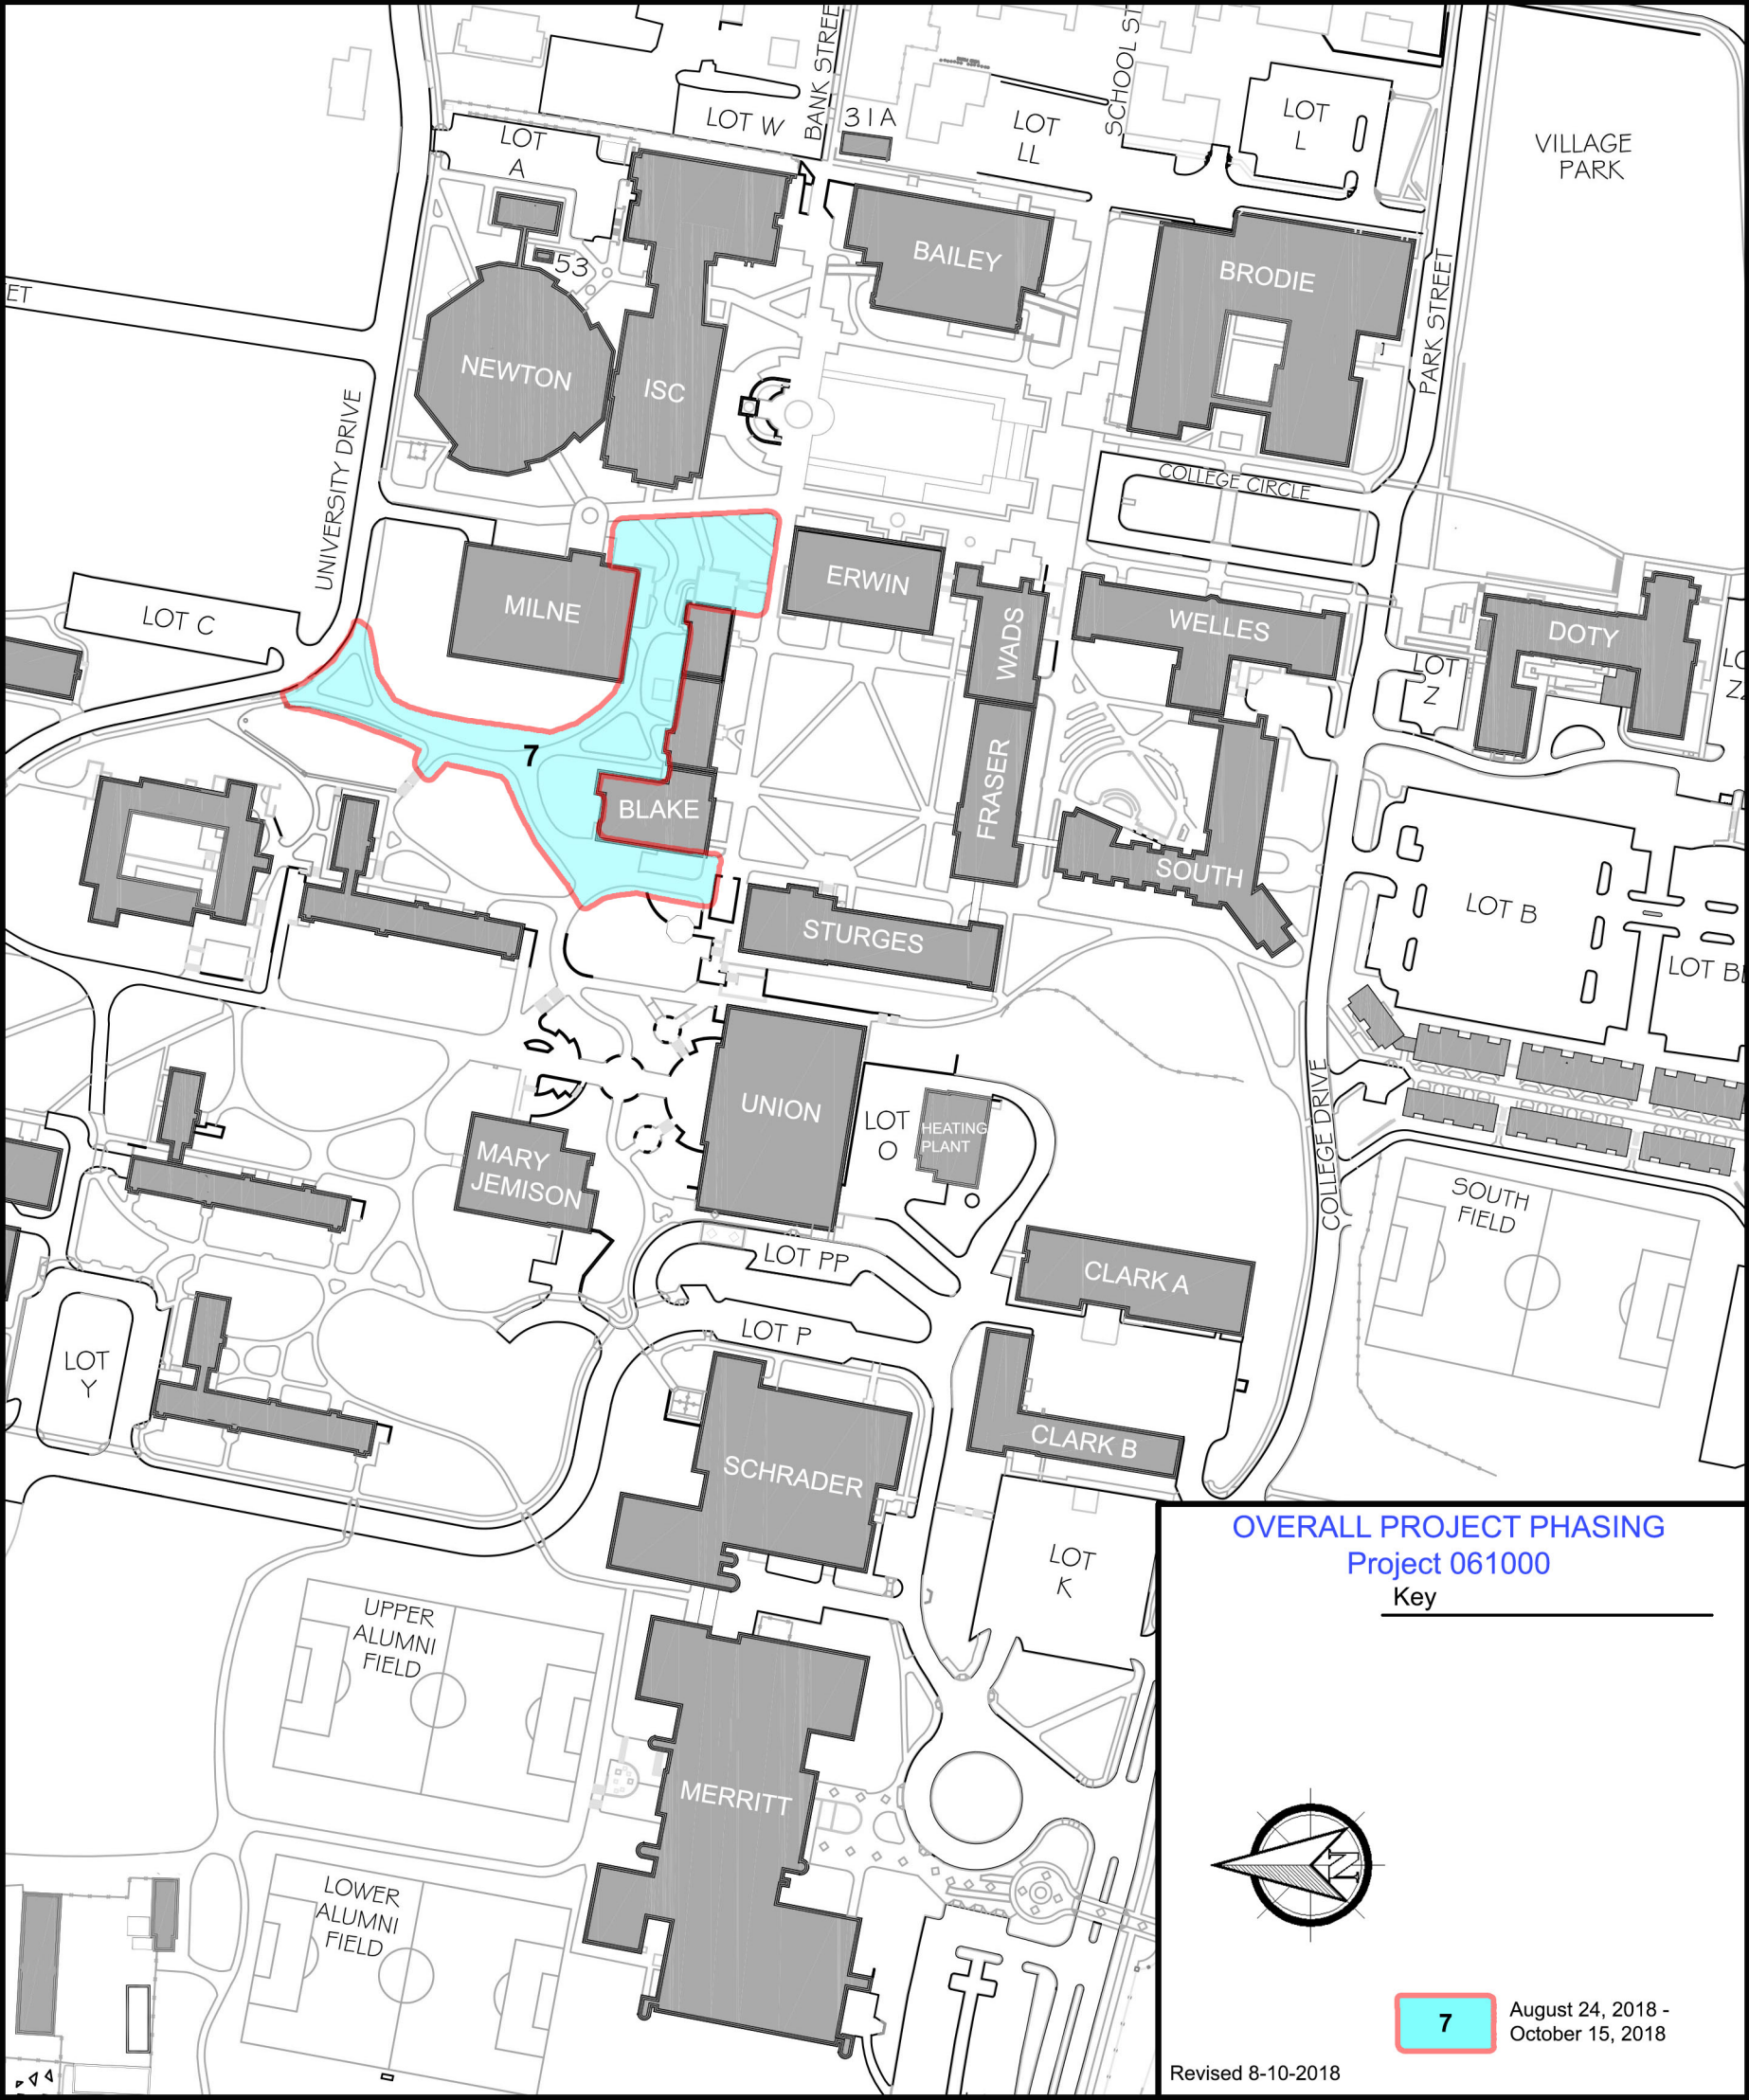 BANK STREE
SCHOOL ST
LOT W
31A
LOT
LL
LOT
L
VILLAGE
PARK
LOT
A
53
BAILEY
BRODIE
ET
NEWTON
ISC
PARK STREET
UNIVERSITY DRIVE
COLLEGE CIRCLE
MILNE
ERWIN
WADS
WELLES
DOTY
LOT C
LOT
Z
LO
Z
7
BLAKE
FRASER
SOUTH
LOT B
STURGES
LOT B
UNION
LOT
O
HEATING
PLANT
MARY
JEMISON
COLLEGE DRIVE
SOUTH
FIELD
LOT PP
CLARK A
LOT P
LOT
Y
CLARK B
SCHRADER
LOT
K
UPPER
ALUMNI
FIELD
MERRITT
LOWER
ALUMNI
FIELD
OVERALL PROJECT PHASING
Project 061000
Key
N
7
August 24, 2018 -
October 15, 2018
Revised 8-10-2018